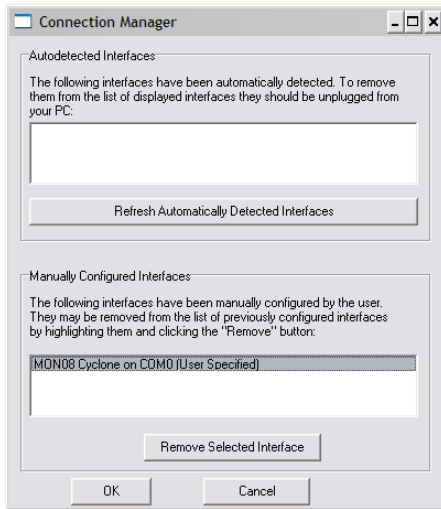 Connection Manager
Autodetected Interfaces
The following interfaces have been automatically detected. To remove
them from the list of displayed interfaces they should be unplugged from
your PC:
Refresh Automatically Detected Interfaces
Manually Configured Interfaces
The following interfaces have been manually configured by the user.
They may be removed from the list of previously configured interfaces
by highlighting them and clicking the "Remove" button:
MON08 Cyclone on COM0 (User Specified)
Remove Selected Interface
OK
Cancel